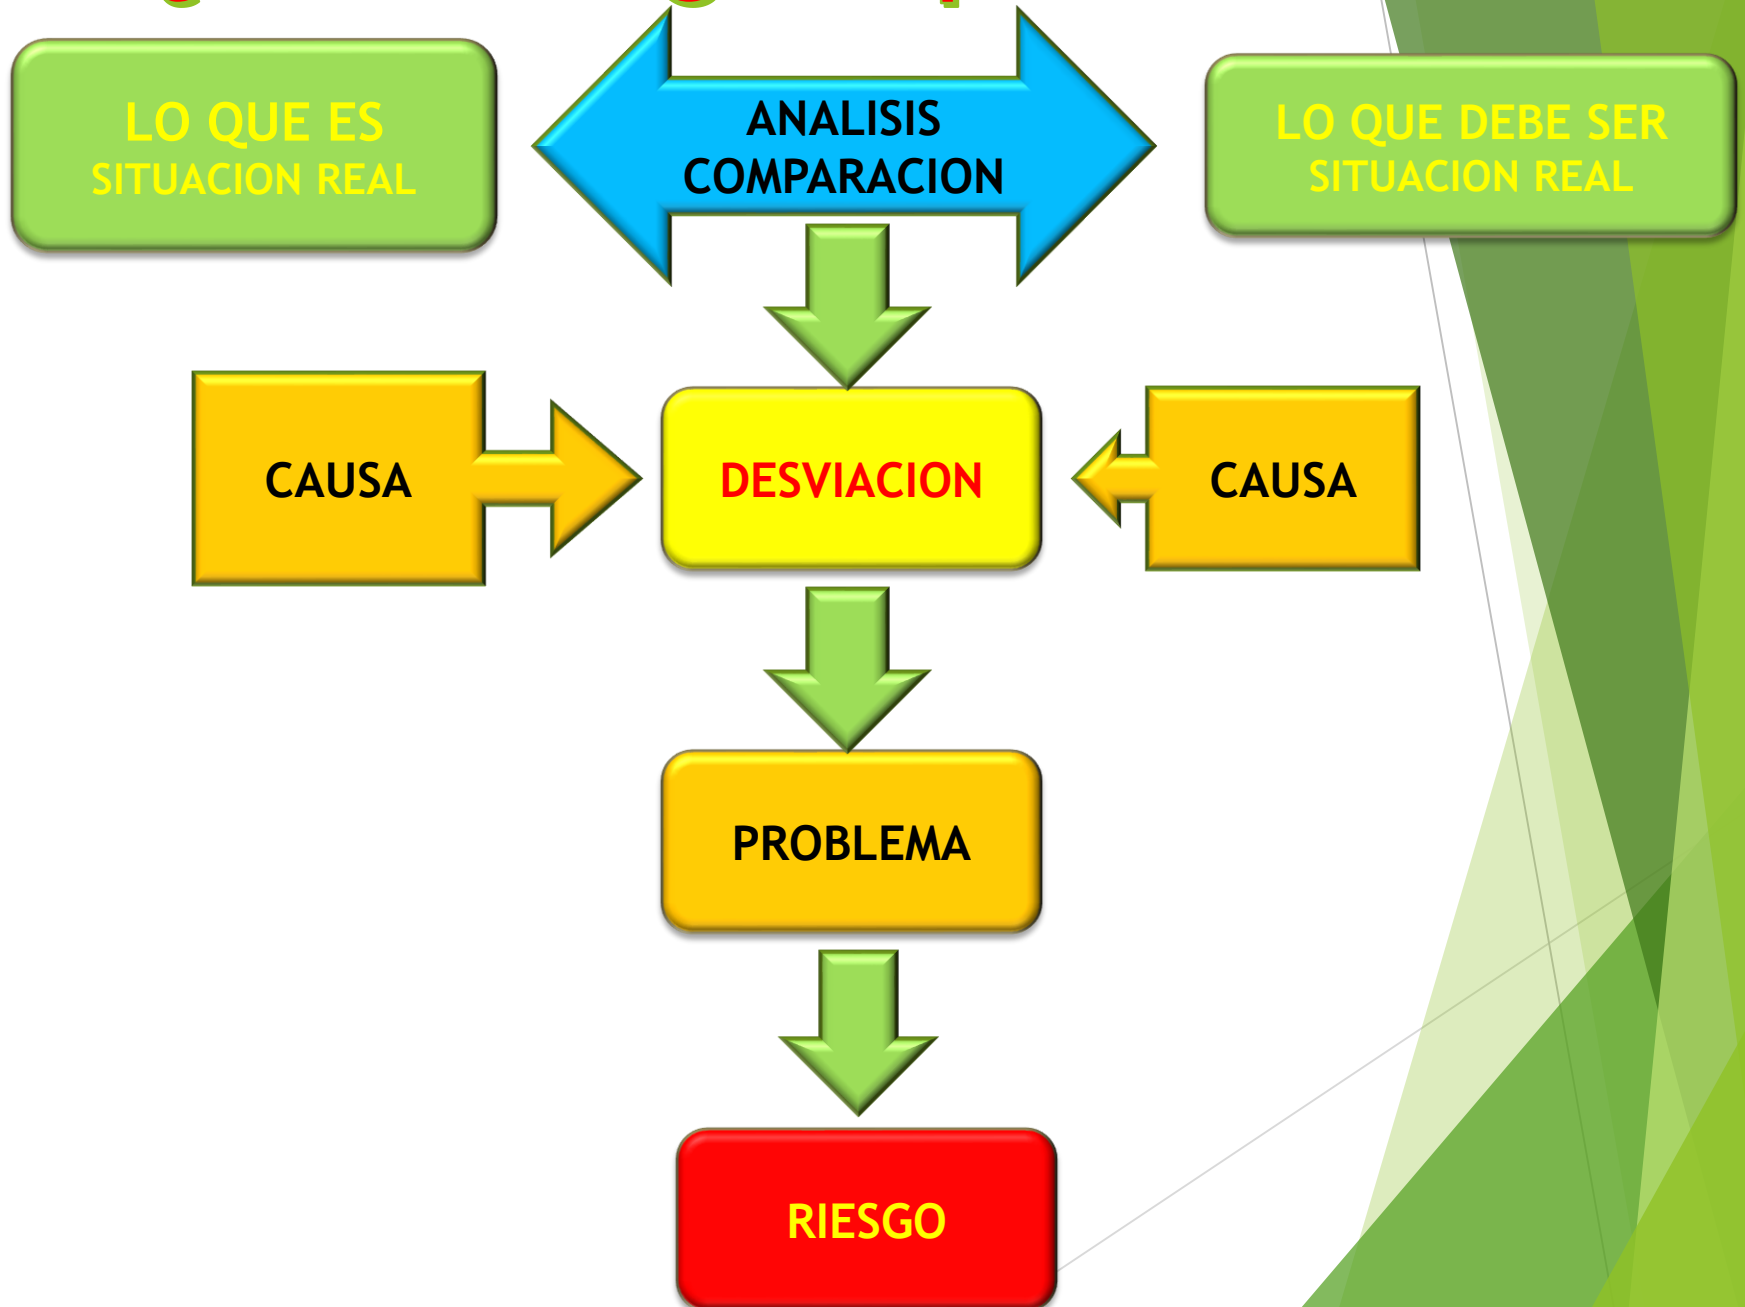 LO QUE ES
SITUACION REAL
ANALISIS
COMPARACION
LO QUE DEBE SER
SITUACION REAL
CAUSA
DESVIACION
CAUSA
PROBLEMA
RIESGO